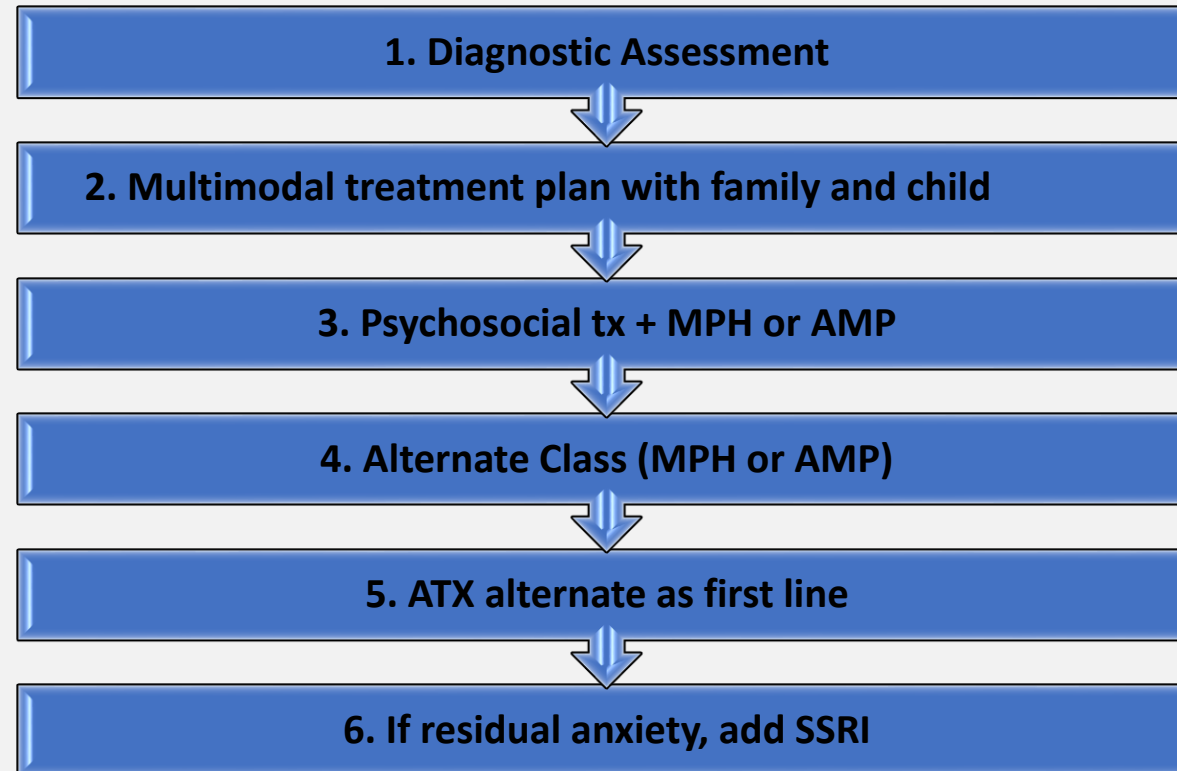 1. Diagnostic Assessment
2. Multimodal treatment plan with family and child
3. Psychosocial tx + MPH or AMP
4. Alternate Class (MPH or AMP)
5. ATX alternate as first line
6. If residual anxiety, add SSRI